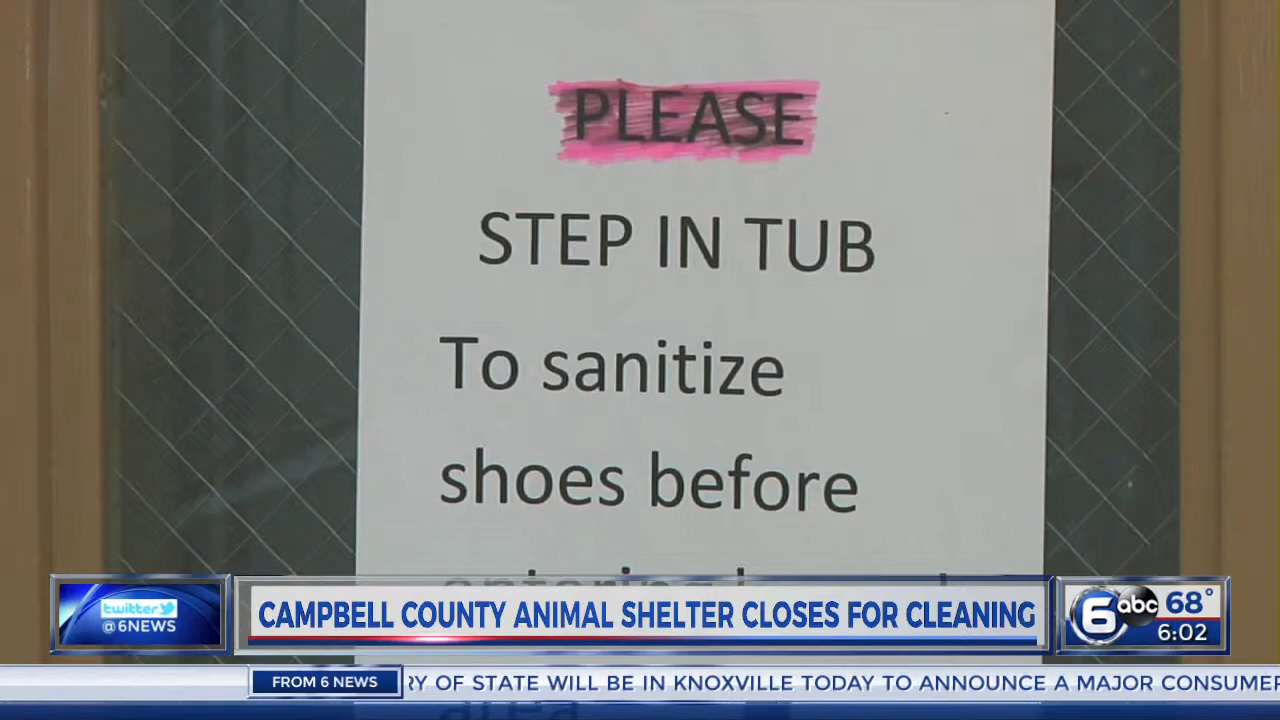 PLEASE
STEP IN TUB
To sanitize
shoes before
twitter
@6NEWS
CAMPBELL COUNTY ANIMAL SHELTER CLOSES FOR CLEANING
6 abc 68°
6:02
FROM 6 NEWS
RY OF STATE WILL BE IN KNOXVILLE TODAY TO ANNOUNCE A MAJOR CONSUMER